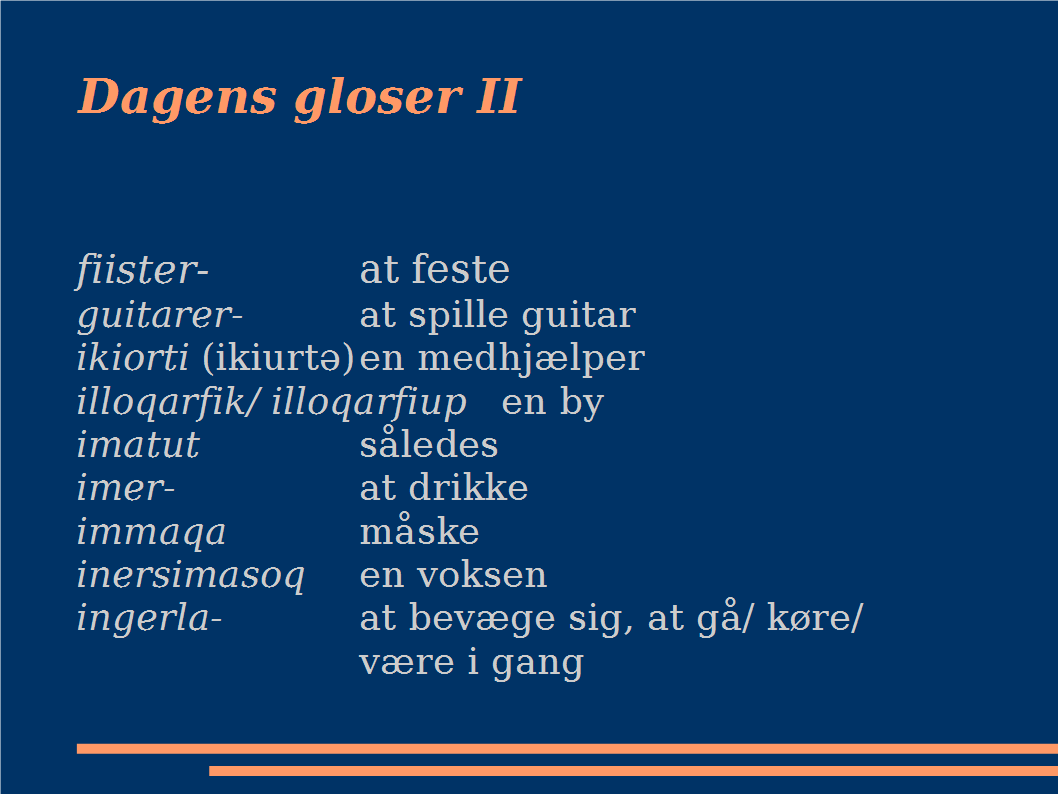 Dagens gloser II
fiister- at feste
guitarer- at spille guitar
ikiorti (ikiurtə) en medhjælper
illoqarfik/ illoqarfiup en by
imatut således
imer- at drikke
immaqa måske
inersimasoq en voksen
ingerla- at bevæge sig, at gå/ køre/
være i gang